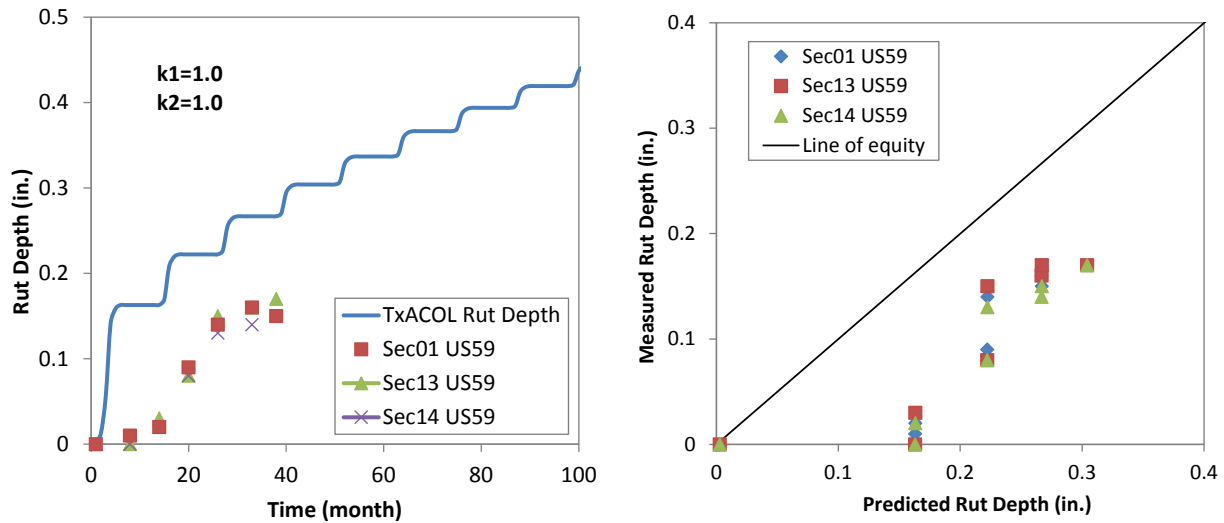 0.5
0.4
0.3
0.2
0.1
0
Rut Depth (in.)
k1=1.0
k2=1.0
TxACOL Rut Depth
Sec01 US59
Sec13 US59
Sec14 US59
0 20 40 60 80 100
Time (month)
0.4
0.3
0.2
0.1
0
Measured Rut Depth (in.)
Sec01 US59
Sec13 US59
Sec14 US59
Line of equity
0 0.1 0.2 0.3 0.4
Predicted Rut Depth (in.)